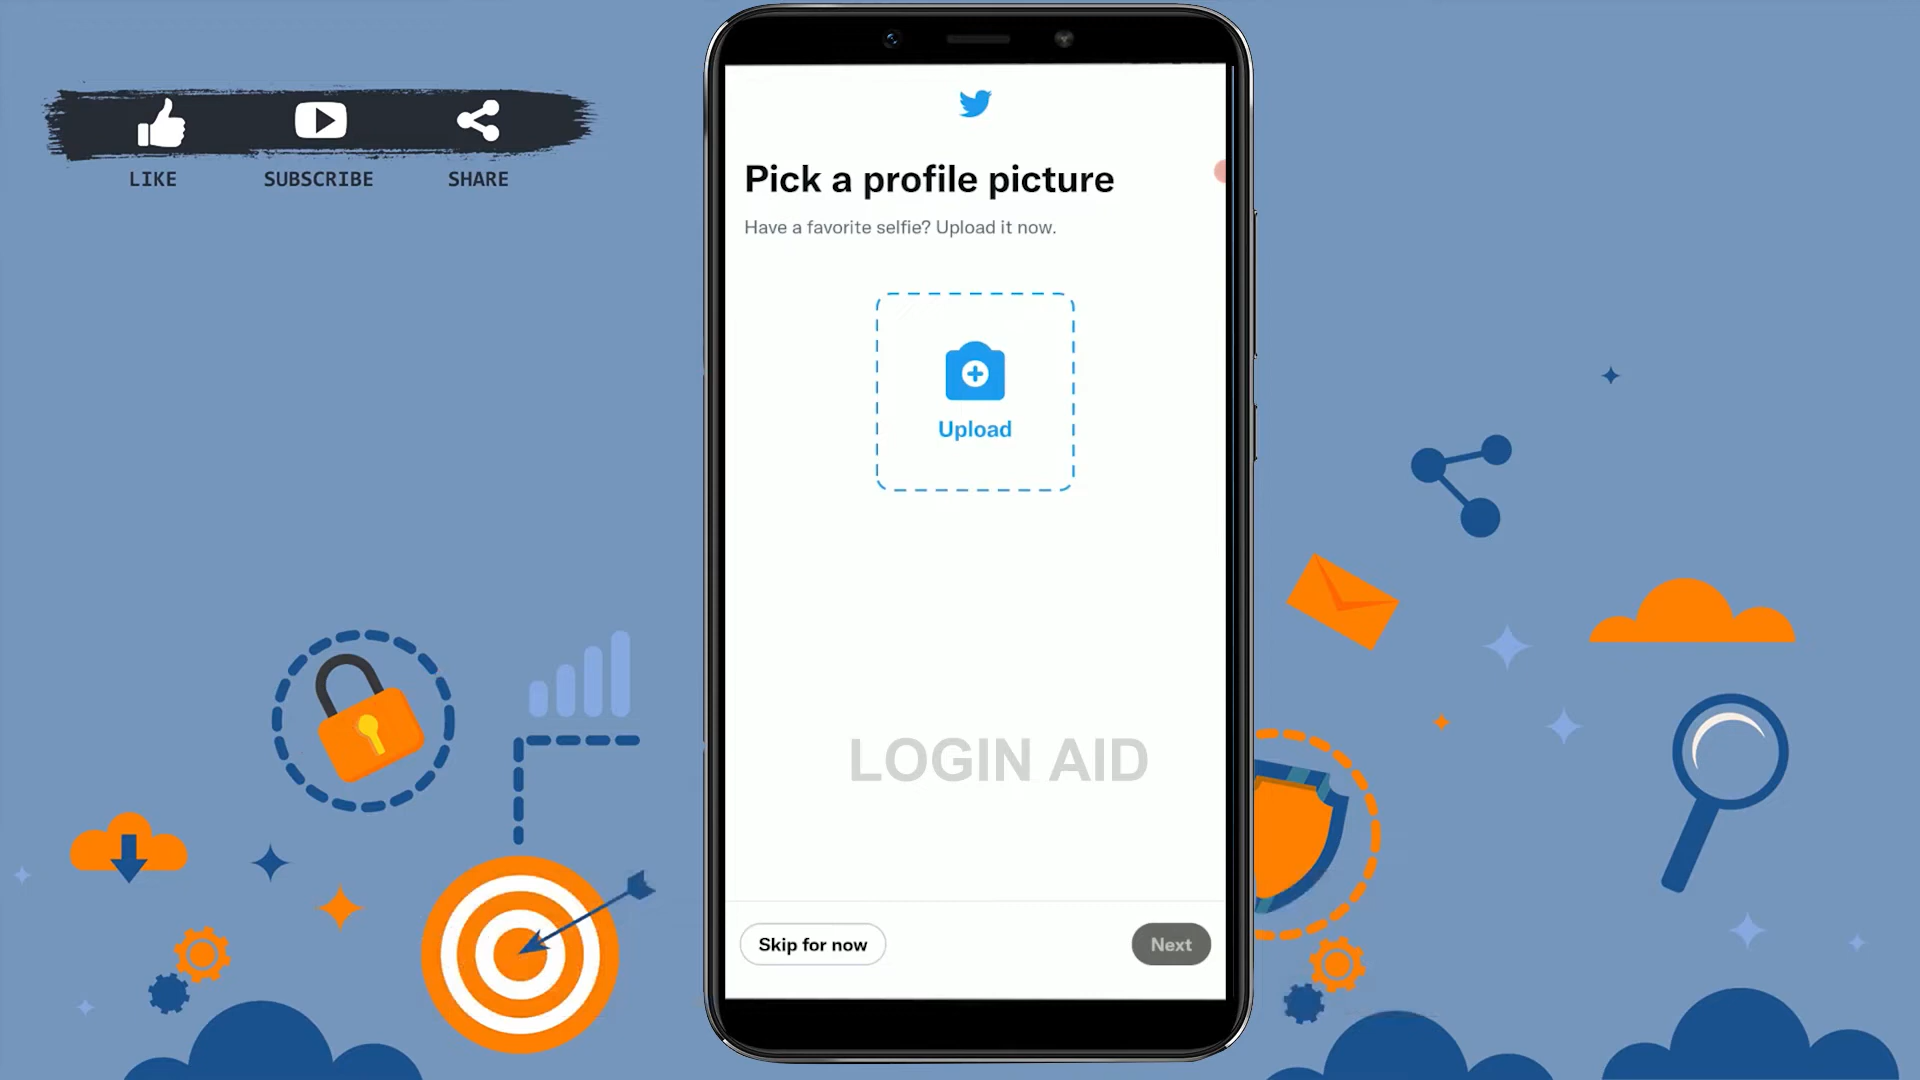 LIKE SUBSCRIBE SHARE
Pick a profile picture
Have a favorite selfie? Upload it now.
Upload
LOGIN AID
Skip for now Next